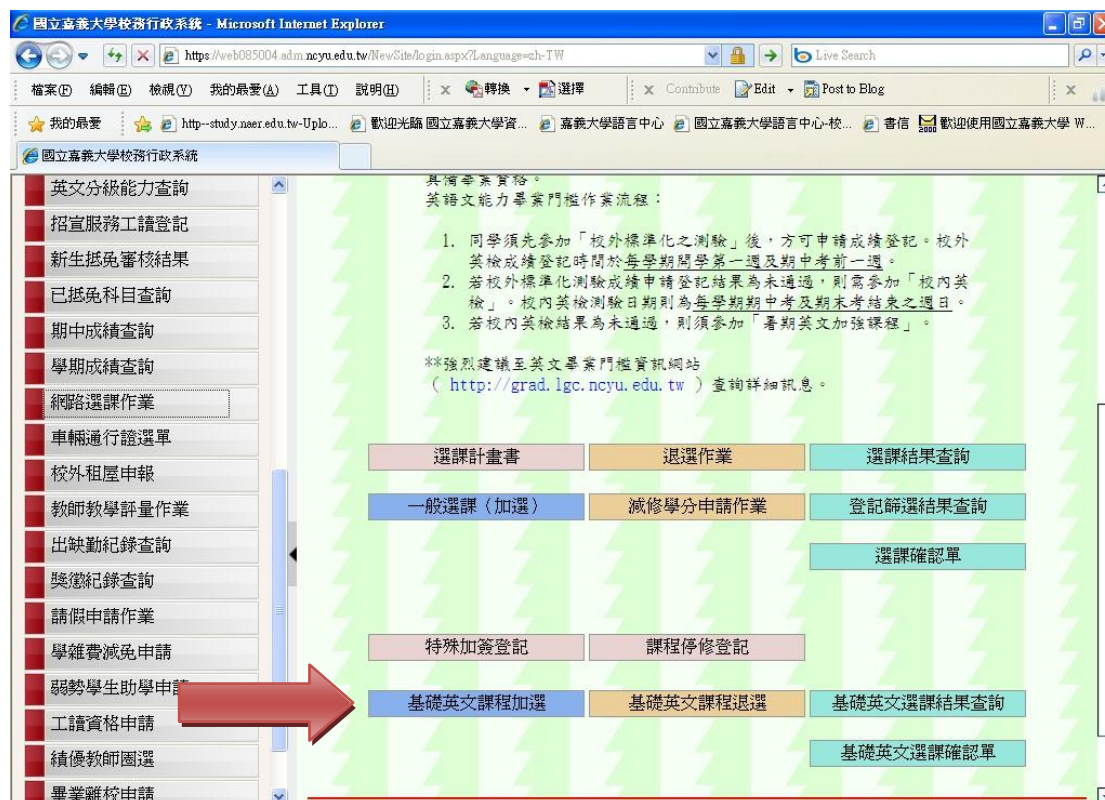 國立嘉義大學校務行政系統 - Microsoft Internet Explorer
https://web085004.adm.ncyu.edu.tw/NewSite/login.aspx?Language=zh-TW
Live Search
檔案(F) 編輯(E) 檢視(V) 我的最愛(A) 工具(T) 說明(H) x 轉換 選擇 x Contribute Edit Post to Blog x
我的最愛 http--study.naer.edu.tw-Uplo... 歡迎光臨 國立嘉義大學資... 嘉義大學語言中心 國立嘉義大學語言中心-校... 書信 歡迎使用國立嘉義大學 W...
國立嘉義大學校務行政系統
英文分級能力查詢
招宣服務工讀登記
新生抵免審核結果
已抵免科目查詢
期中成績查詢
學期成績查詢
網路選課作業
車輛通行證選單
校外租屋申報
教師教學評量作業
出缺勤紀錄查詢
獎懲紀錄查詢
請假申請作業
學雜費減免申請
弱勢學生助學申請
工讀資格申請
績優教師圈選
畢業離校申請
具備畢業資格。
英語文能力畢業門檻作業流程：
1. 同學須先參加「校外標準化之測驗」後，方可申請成績登記。校外
英檢成績登記時間於每學期開學第一週及期中考前一週。
2. 若校外標準化測驗成績申請登記結果為未通過，則需參加「校內英
檢」。校內英檢測驗日期則為每學期期中考及期末考結束之週日。
3. 若校內英檢結果為未通過，則須參加「暑期英文加強課程」。
**強烈建議至英文畢業門檻資訊網站
( http://grad.lgc.ncyu.edu.tw ) 查詢詳細訊息。
選課計畫書 退選作業 選課結果查詢
一般選課（加選） 減修學分申請作業 登記篩選結果查詢
選課確認單
特殊加簽登記 課程停修登記
基礎英文課程加選 基礎英文課程退選 基礎英文選課結果查詢
基礎英文選課確認單